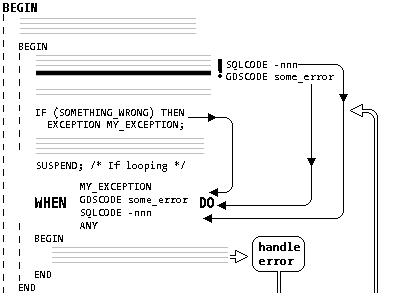 BEGIN
BEGIN
! SQLCODE -nnn
! GDSCODE some_error
IF (SOMETHING_WRONG) THEN
EXCEPTION MY_EXCEPTION;
SUSPEND; /* If looping */
MY_EXCEPTION
WHEN GDSCODE some_error DO
SQLCODE -nnn
ANY
BEGIN
handle
error
END
END